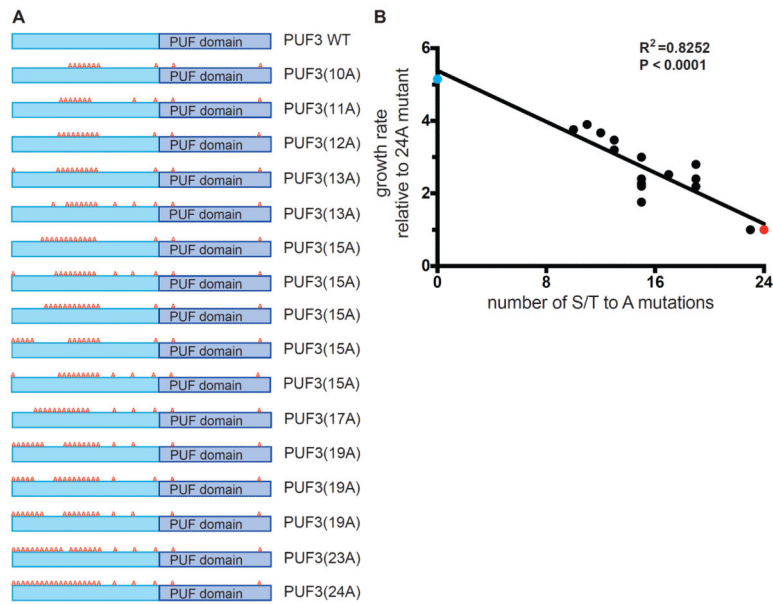 A
PUF domain PUF3 WT
PUF domain PUF3(10A)
PUF domain PUF3(11A)
PUF domain PUF3(12A)
PUF domain PUF3(13A)
PUF domain PUF3(13A)
PUF domain PUF3(15A)
PUF domain PUF3(15A)
PUF domain PUF3(15A)
PUF domain PUF3(15A)
PUF domain PUF3(15A)
PUF domain PUF3(17A)
PUF domain PUF3(19A)
PUF domain PUF3(19A)
PUF domain PUF3(19A)
PUF domain PUF3(23A)
PUF domain PUF3(24A)
B
R2 =0.8252
P < 0.0001
growth rate
relative to 24A mutant
6
4
2
0
0 8 16 24
number of S/T to A mutations